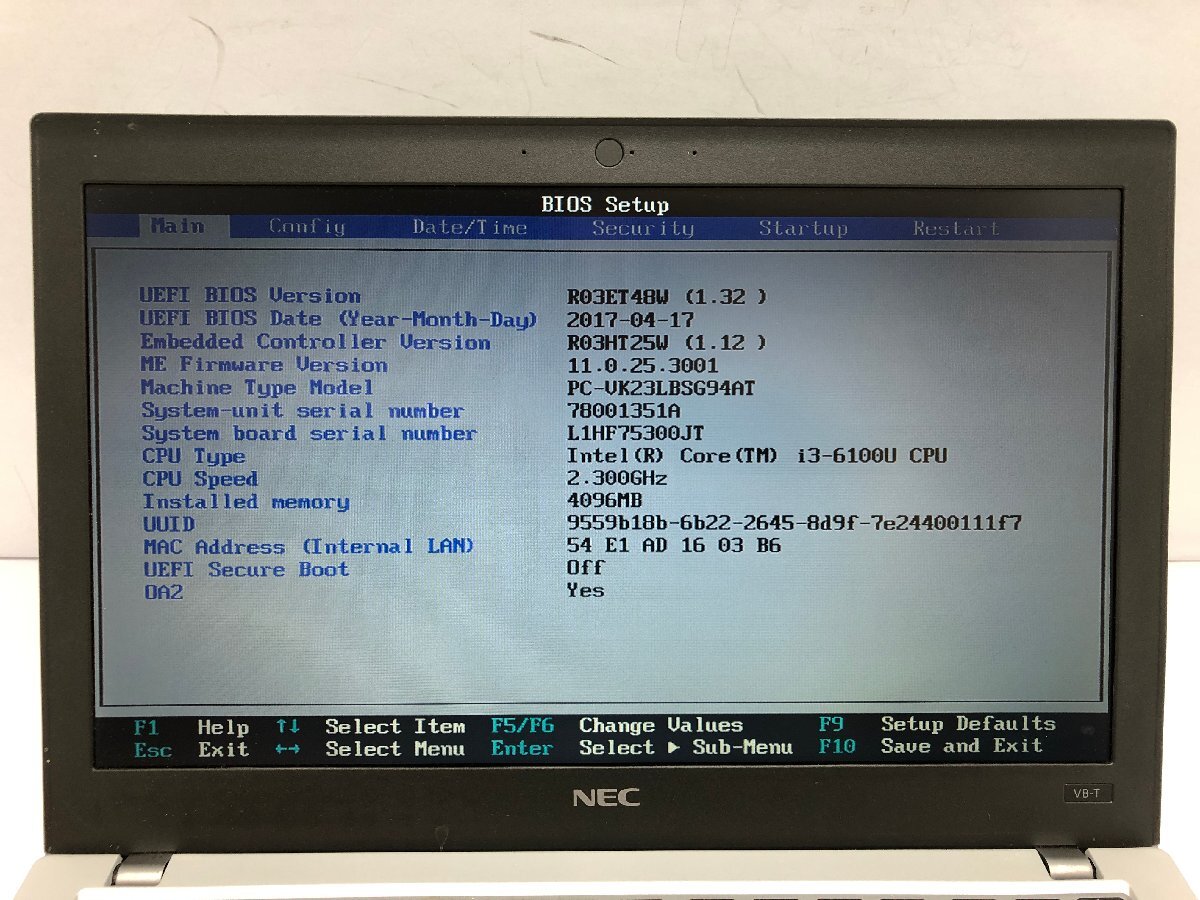 BIOS Setup
Main Config Date/Time Security Startup Restart
UEFI BIOS Version R03ET48W (1.32 )
UEFI BIOS Date (Year-Month-Day) 2017-04-17
Embedded Controller Version R03HT25W (1.12 )
ME Firmware Version 11.0.25.3001
Machine Type Model PC-VK23LBSG94AT
System-unit serial number 78001351A
System board serial number L1HF75300JT
CPU Type Intel(R) Core(TM) i3-6100U CPU
CPU Speed 2.300GHz
Installed memory 4096MB
UUID 9559b18b-6b22-2645-8d9f-7e24400111f7
MAC Address (Internal LAN) 54 E1 AD 16 03 B6
UEFI Secure Boot Off
OA2 Yes
F1 Help ↑↓ Select Item F5/F6 Change Values F9 Setup Defaults
Esc Exit ←→ Select Menu Enter Select ▶ Sub-Menu F10 Save and Exit
NEC
VB-T